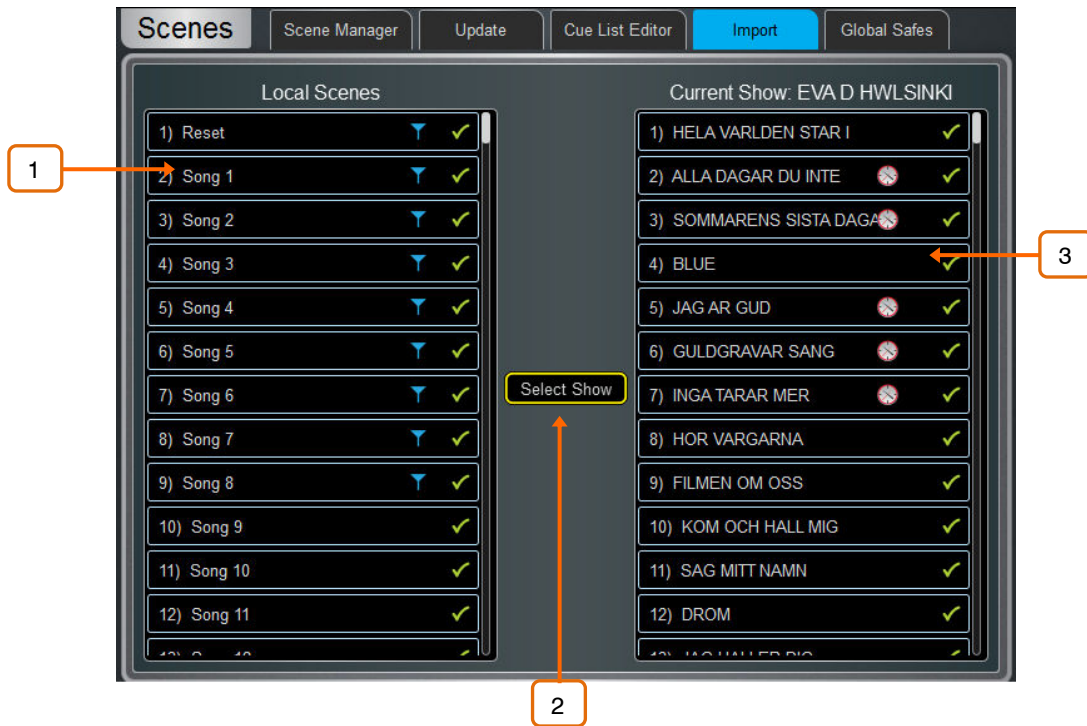 Scenes
Scene Manager
Update
Cue List Editor
Import
Global Safes
Local Scenes
1) Reset
2) Song 1
3) Song 2
4) Song 3
5) Song 4
6) Song 5
7) Song 6
8) Song 7
9) Song 8
10) Song 9
11) Song 10
12) Song 11
1
Select Show
2
Current Show: EVA D HWLSINKI
1) HELA VARLDEN STAR I
2) ALLA DAGAR DU INTE
3) SOMMARENS SISTA DAGA
4) BLUE
5) JAG AR GUD
6) GULDGRAVAR SANG
7) INGA TARAR MER
8) HOR VARGARNA
9) FILMEN OM OSS
10) KOM OCH HALL MIG
11) SAG MITT NAMN
12) DROM
3